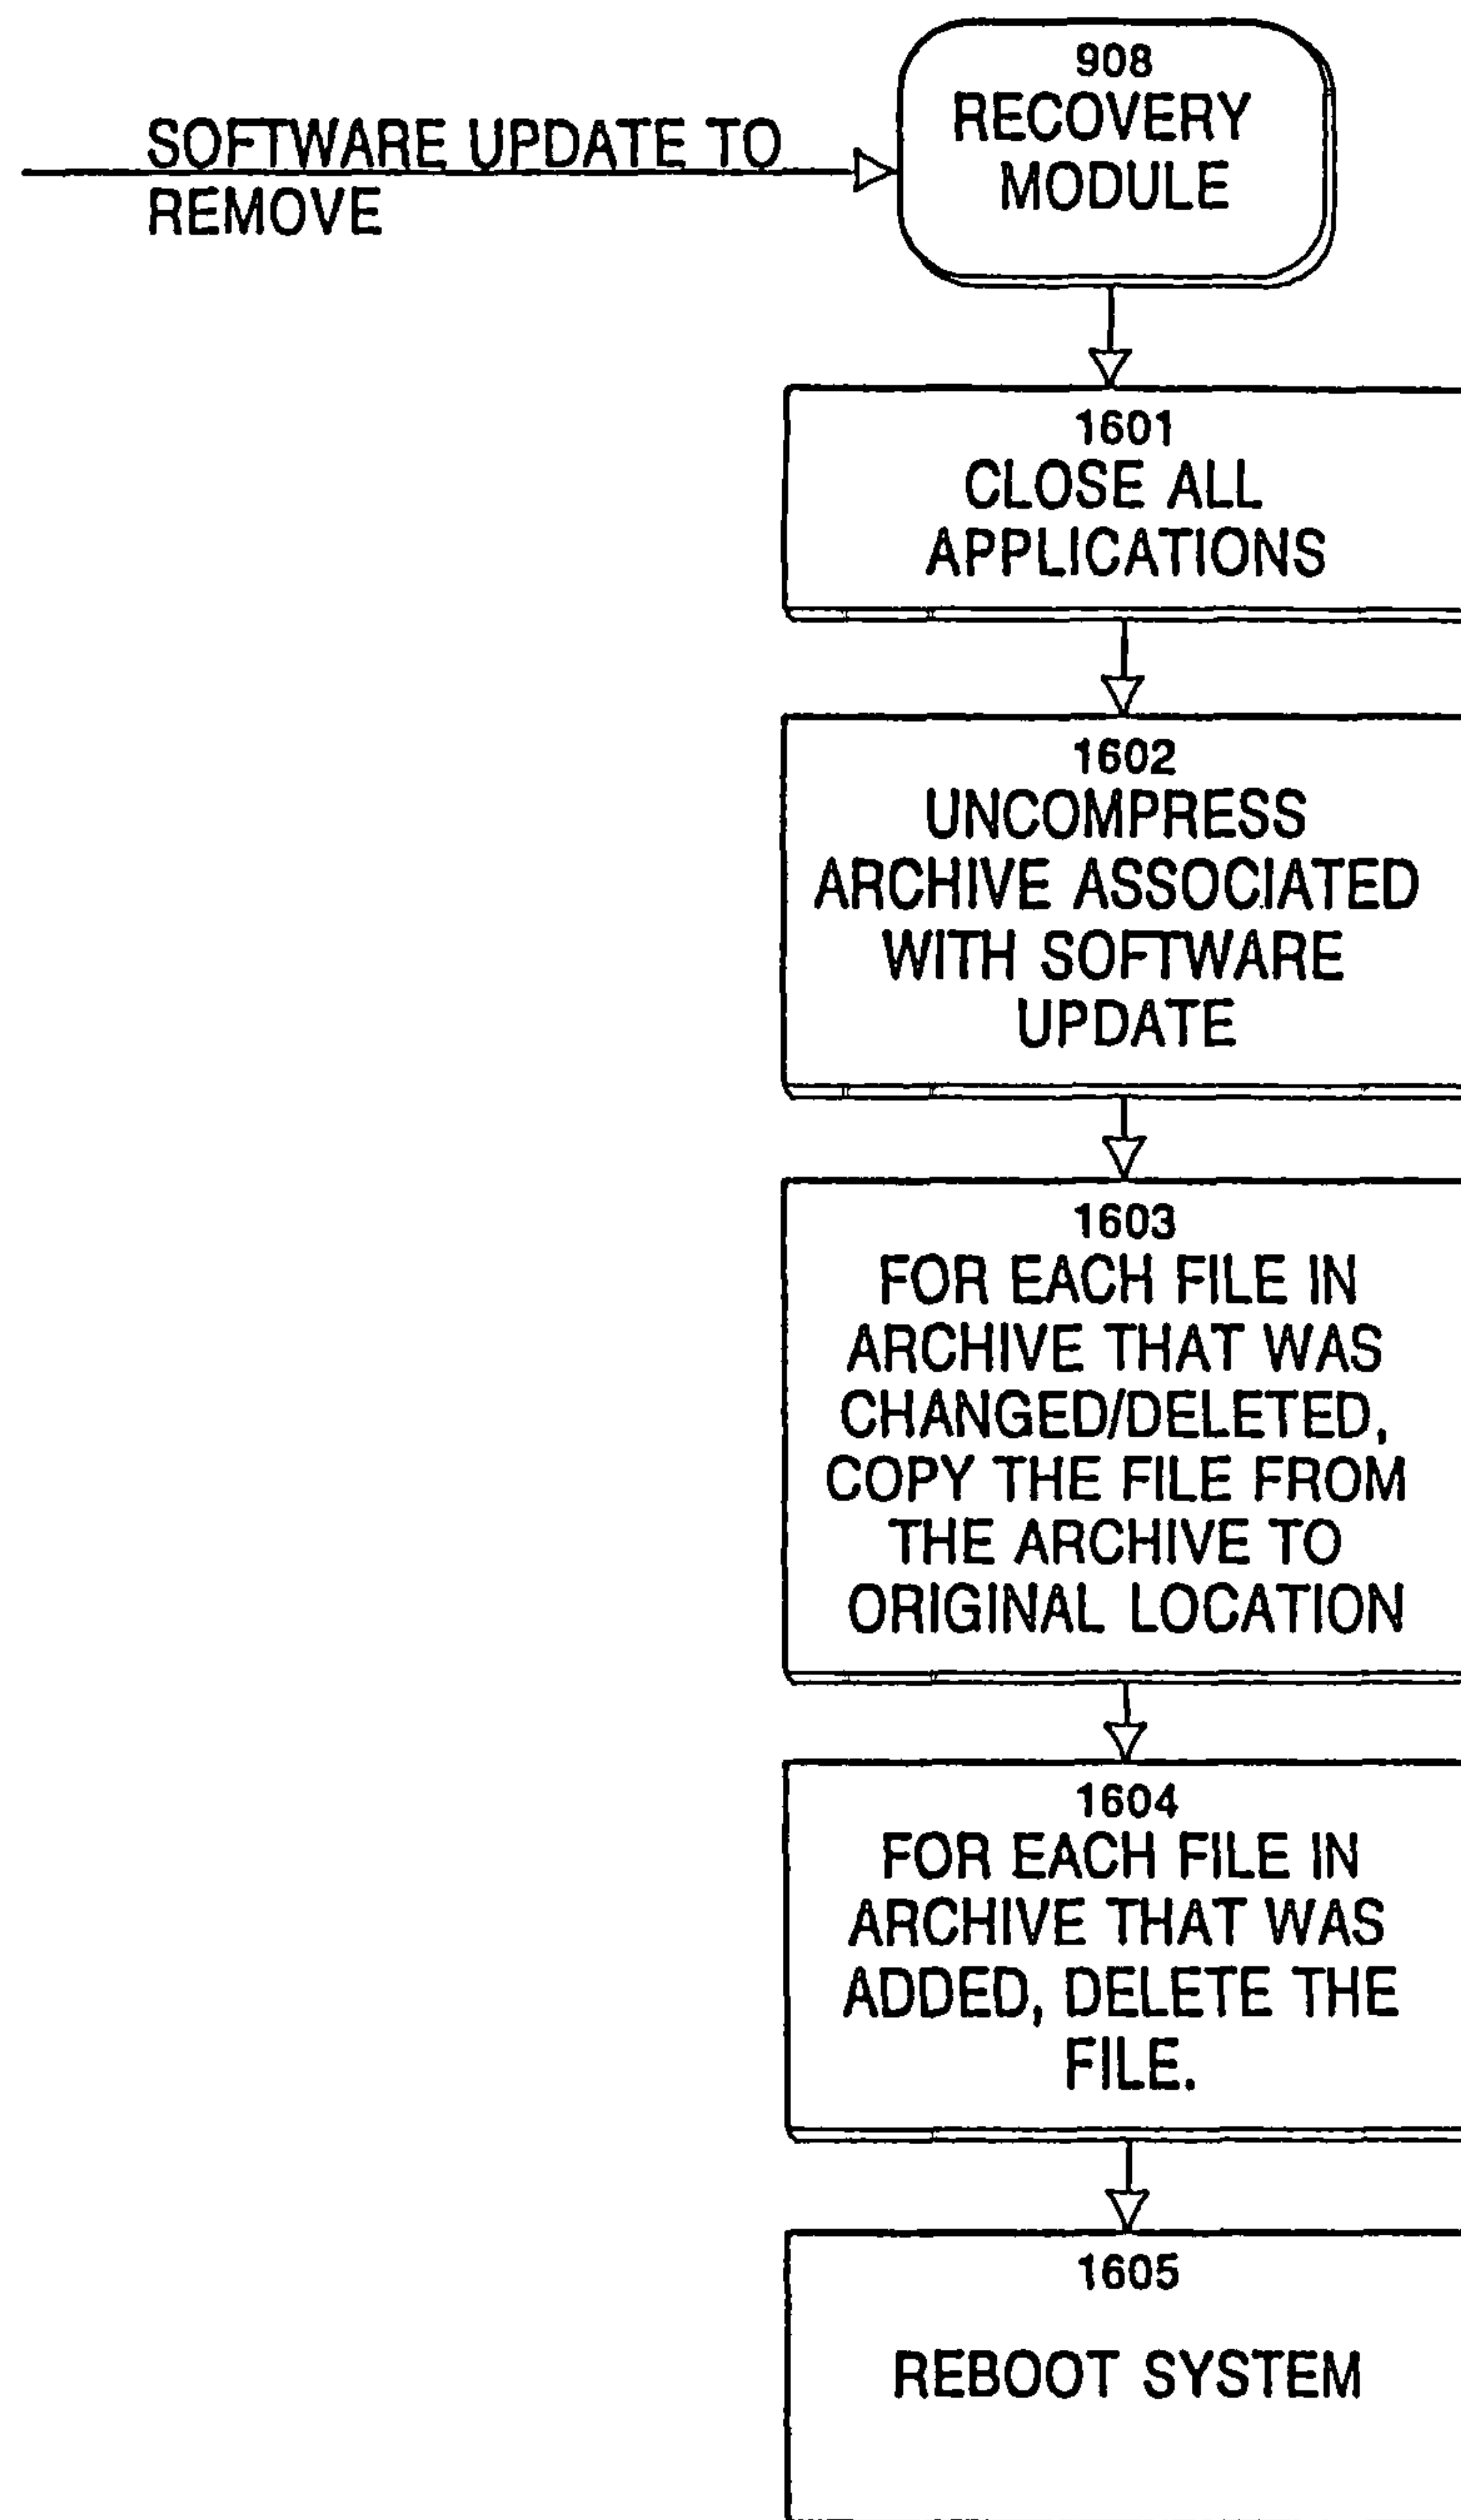 SOFTWARE UPDATE TO
REMOVE
908
RECOVERY
MODULE
1601
CLOSE ALL
APPLICATIONS
1602
UNCOMPRESS
ARCHIVE ASSOCIATED
WITH SOFTWARE
UPDATE
1603
FOR EACH FILE IN
ARCHIVE THAT WAS
CHANGED/DELETED,
COPY THE FILE FROM
THE ARCHIVE TO
ORIGINAL LOCATION
1604
FOR EACH FILE IN
ARCHIVE THAT WAS
ADDED, DELETE THE
FILE.
1605
REBOOT SYSTEM